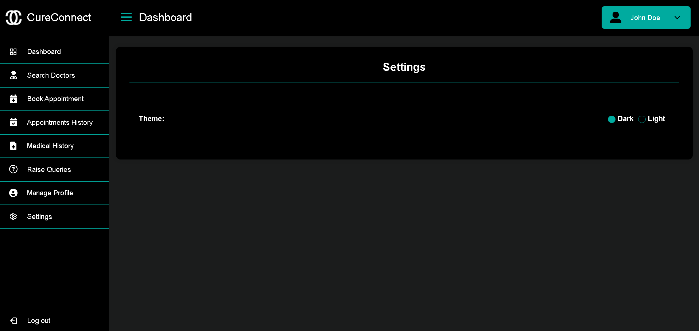 CureConnect
Dashboard
John Doe
Dashboard
Search Doctors
Book Appointment
Appointments History
Medical History
Raise Queries
Manage Profile
Settings
Log out
Settings
Theme:
Dark Light